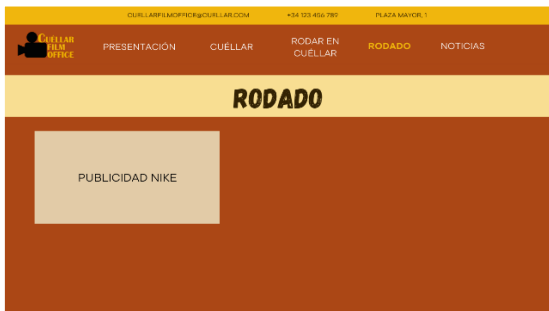 CUELLARFILMOFFICE@CUELLAR.COM +34 123 456 789 PLAZA MAYOR, 1
CUÉLLAR
FILM
OFFICE
PRESENTACIÓN CUÉLLAR RODAR EN CUÉLLAR RODADO NOTICIAS
RODADO
PUBLICIDAD NIKE